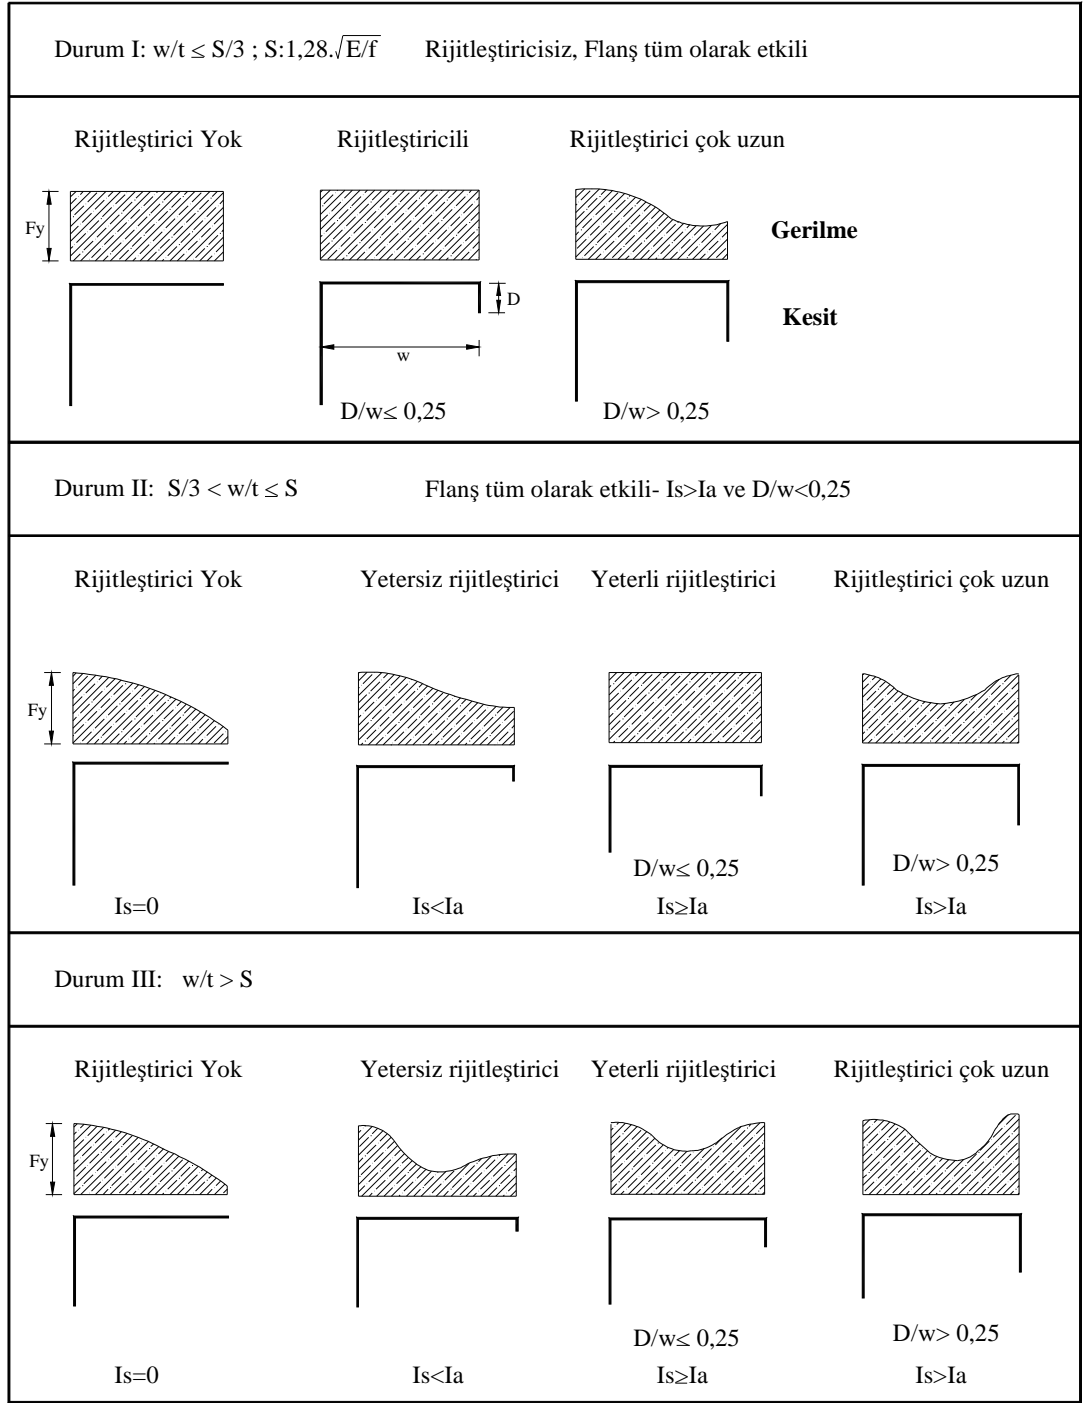 Durum I: w/t ≤ S/3 ; S:1,28.√E/f Rijitleştiricisiz, Flanş tüm olarak etkili
Rijitleştirici Yok Rijitleştiricili Rijitleştirici çok uzun
Fy
Gerilme
D
Kesit
w
D/w≤ 0,25 D/w> 0,25
Durum II: S/3 < w/t ≤ S Flanş tüm olarak etkili- Is>Ia ve D/w<0,25
Rijitleştirici Yok Yetersiz rijitleştirici Yeterli rijitleştirici Rijitleştirici çok uzun
Fy
D/w≤ 0,25 D/w> 0,25
Is=0 Is<Ia Is≥Ia Is>Ia
Durum III: w/t > S
Rijitleştirici Yok Yetersiz rijitleştirici Yeterli rijitleştirici Rijitleştirici çok uzun
Fy
D/w≤ 0,25 D/w> 0,25
Is=0 Is<Ia Is≥Ia Is>Ia